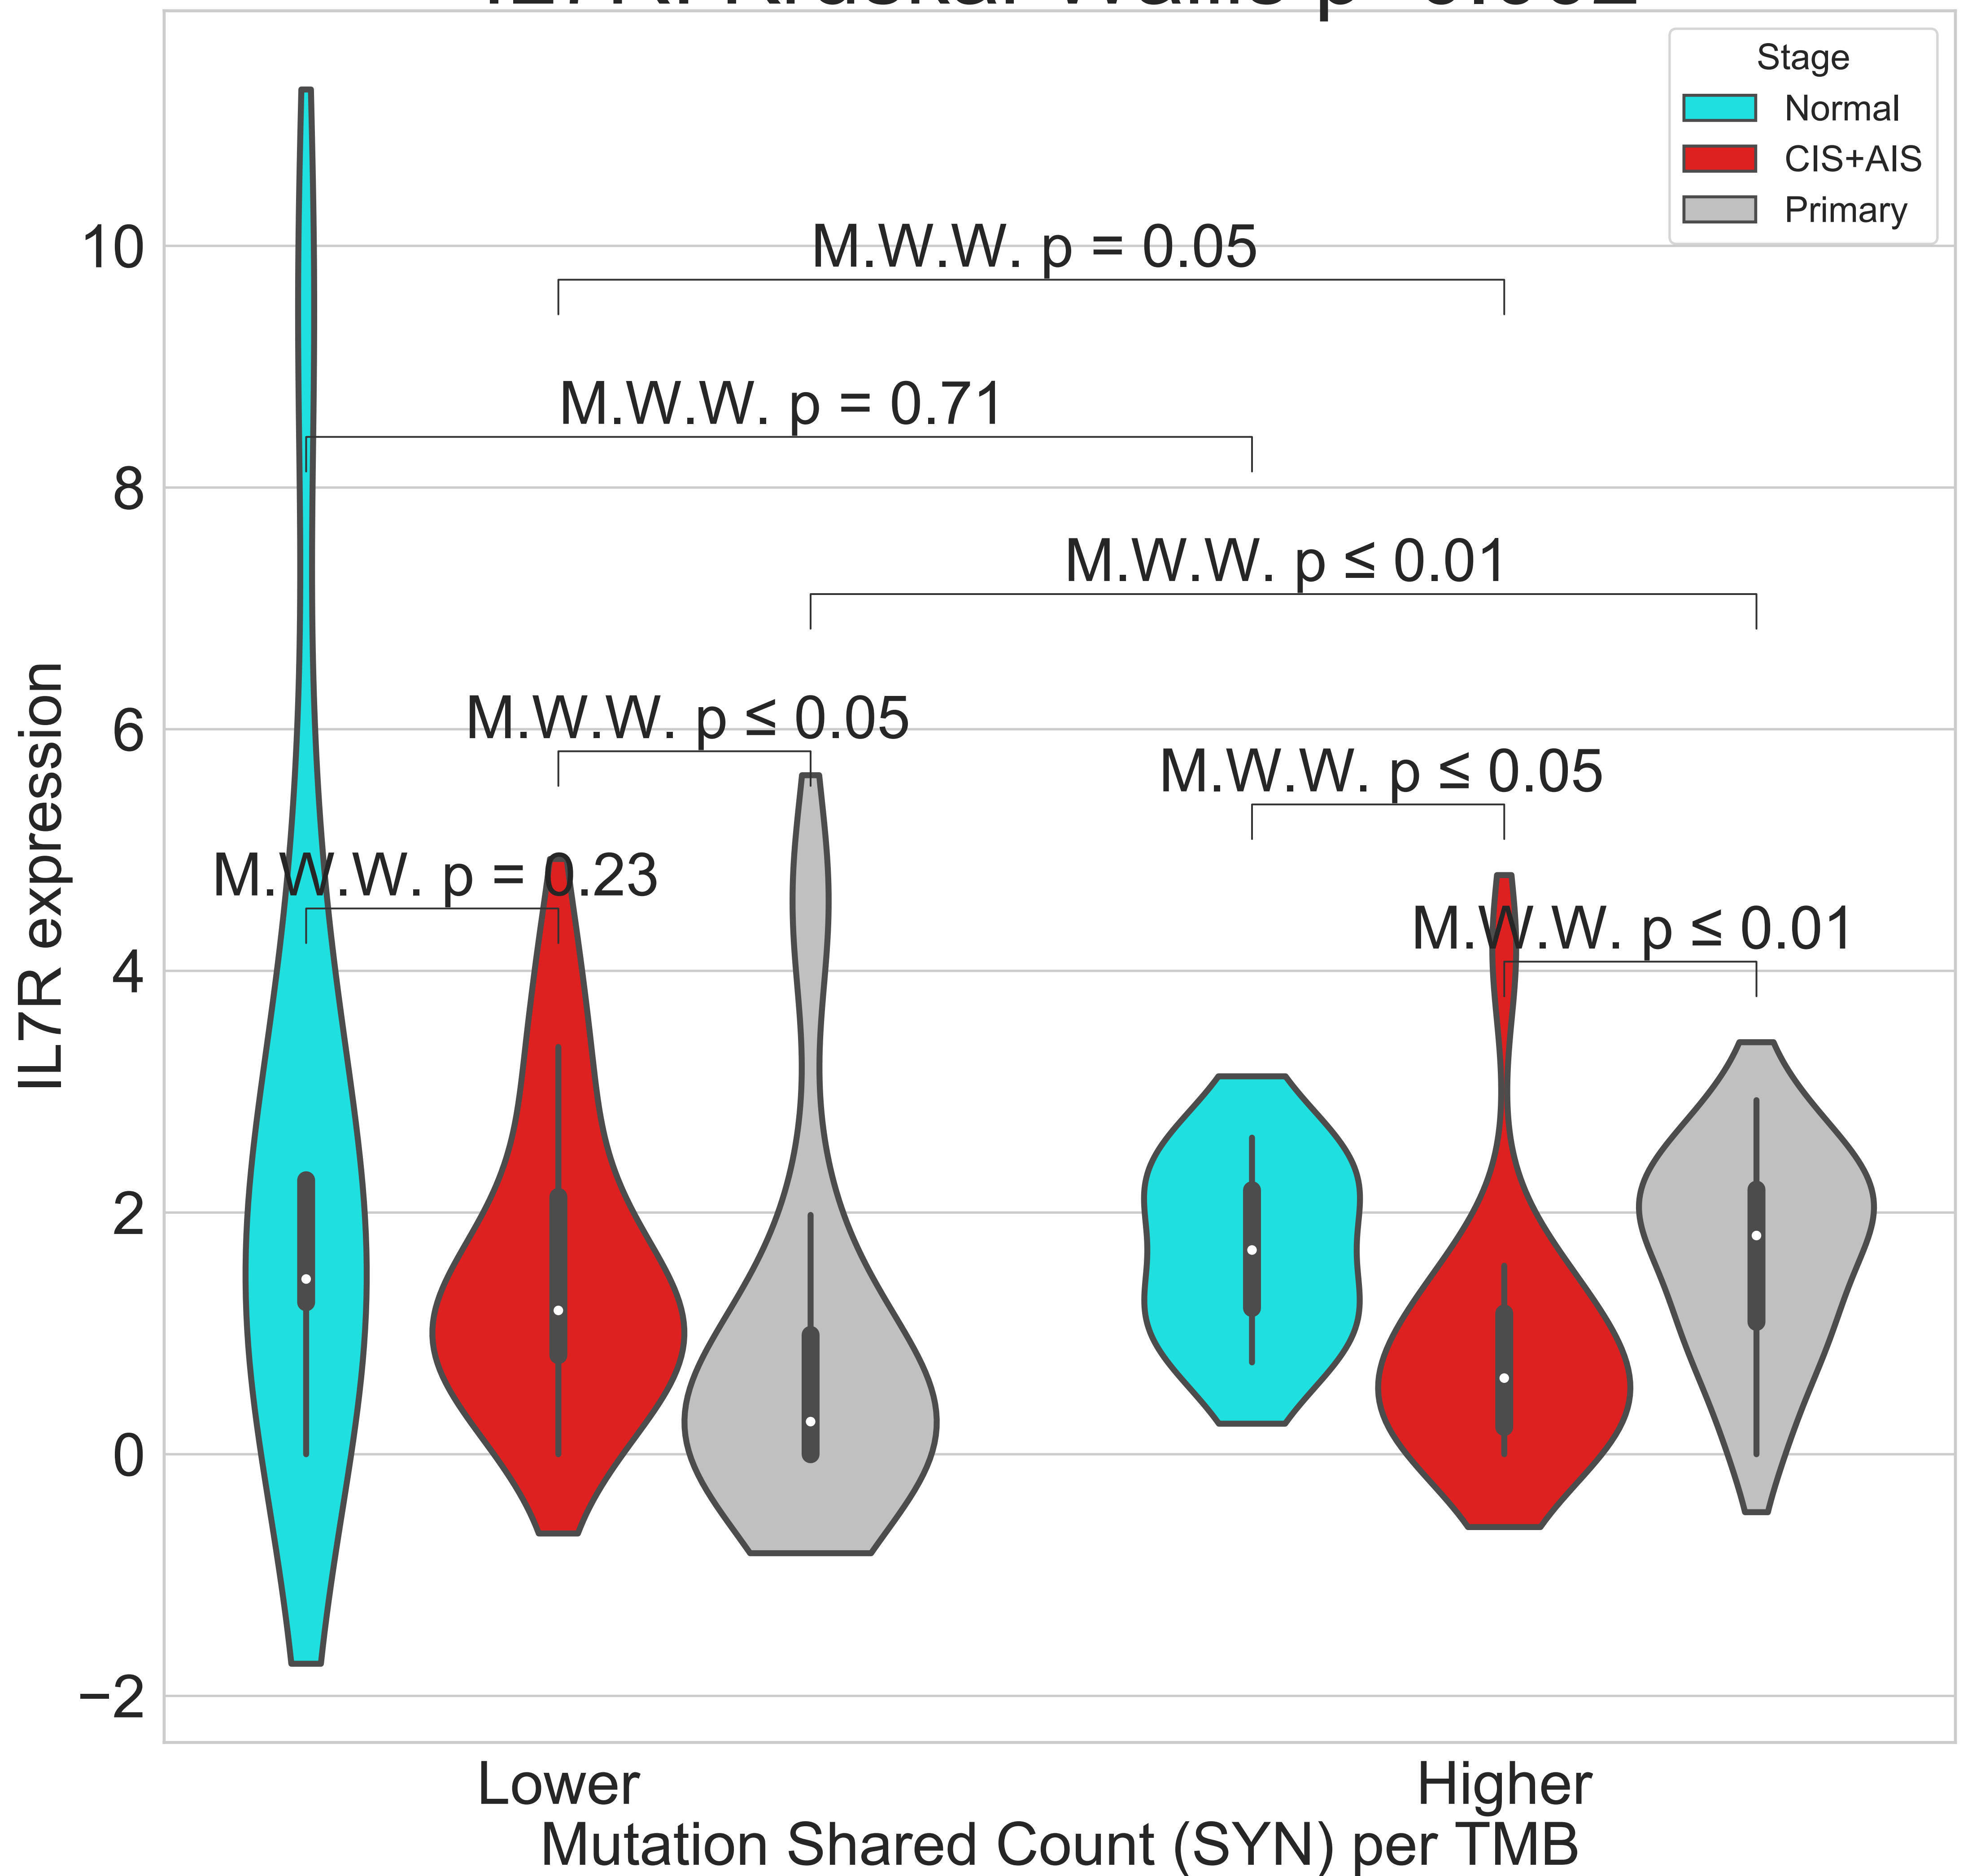 Stage
Normal
CIS+AIS
Primary
M.W.W. p = 0.05
M.W.W. p = 0.71
M.W.W. p ≤ 0.01
M.W.W. p ≤ 0.05
M.W.W. p ≤ 0.05
M.W.W. p = 0.23
M.W.W. p ≤ 0.01
IL7R expression
10
8
6
4
2
0
−2
Lower
Higher
Mutation Shared Count (SYN) per TMB